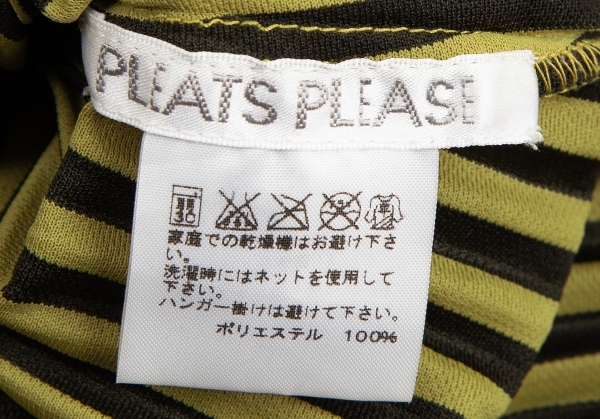 PLEATS PLEASE
弱
30
家庭での乾燥機はお避け下さ
い。
洗濯時にはネットを使用して
下さい。
ハンガー掛けは避けて下さい。
ポリエステル 100%